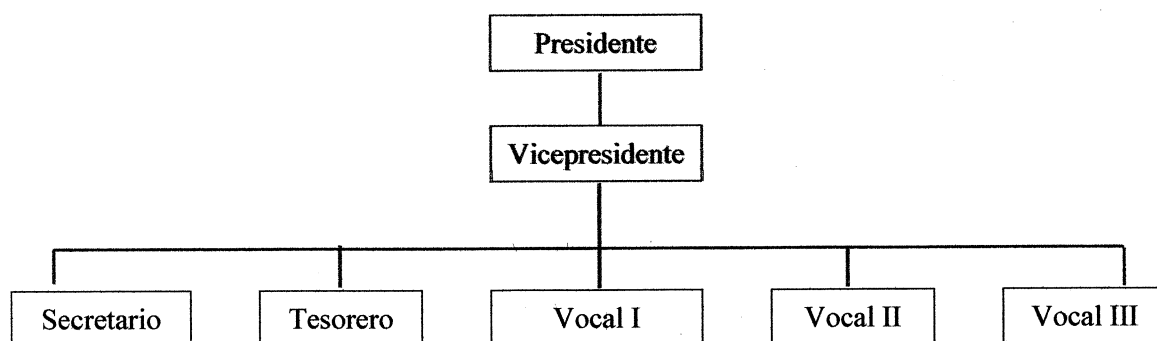 Presidente
Vicepresidente
Secretario
Tesorero
Vocal I
Vocal II
Vocal III